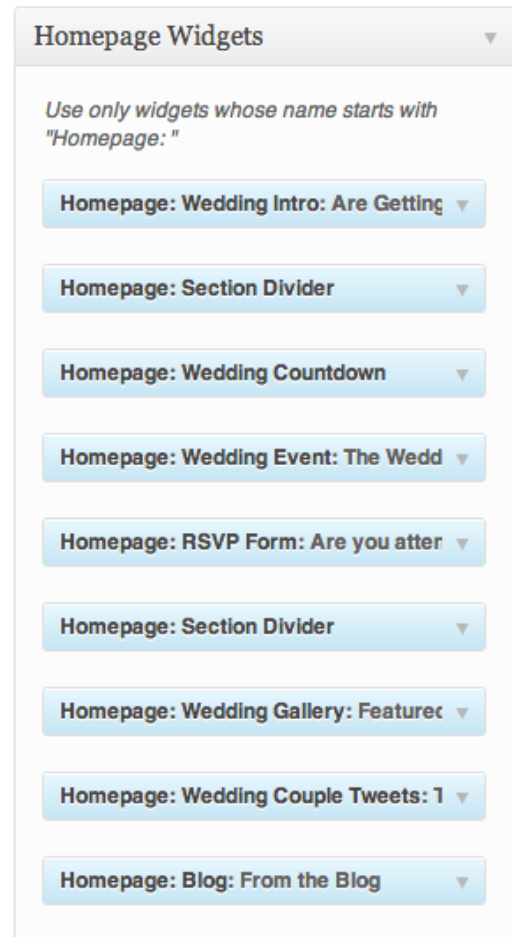 Homepage Widgets
Use only widgets whose name starts with
"Homepage: "
Homepage: Wedding Intro: Are Getting
Homepage: Section Divider
Homepage: Wedding Countdown
Homepage: Wedding Event: The Wedd
Homepage: RSVP Form: Are you atten
Homepage: Section Divider
Homepage: Wedding Gallery: Featured
Homepage: Wedding Couple Tweets: T
Homepage: Blog: From the Blog